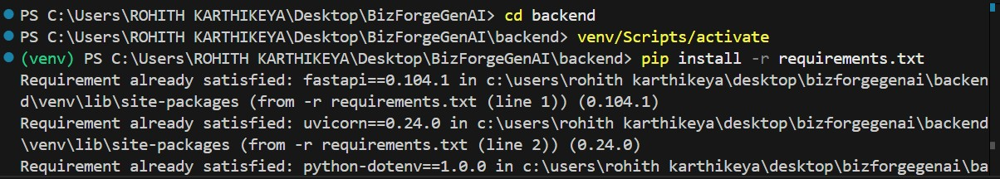 PS C:\Users\ROHITH KARTHIKEYA\Desktop\BizForgeGenAI> cd backend
PS C:\Users\ROHITH KARTHIKEYA\Desktop\BizForgeGenAI\backend> venv/Scripts/activate
(venv) PS C:\Users\ROHITH KARTHIKEYA\Desktop\BizForgeGenAI\backend> pip install -r requirements.txt
Requirement already satisfied: fastapi==0.104.1 in c:\users\rohith karthikeya\desktop\bizforgegenai\backen
d\venv\lib\site-packages (from -r requirements.txt (line 1)) (0.104.1)
Requirement already satisfied: uvicorn==0.24.0 in c:\users\rohith karthikeya\desktop\bizforgegenai\backend
\venv\lib\site-packages (from -r requirements.txt (line 2)) (0.24.0)
Requirement already satisfied: python-dotenv==1.0.0 in c:\users\rohith karthikeya\desktop\bizforgegenai\ba